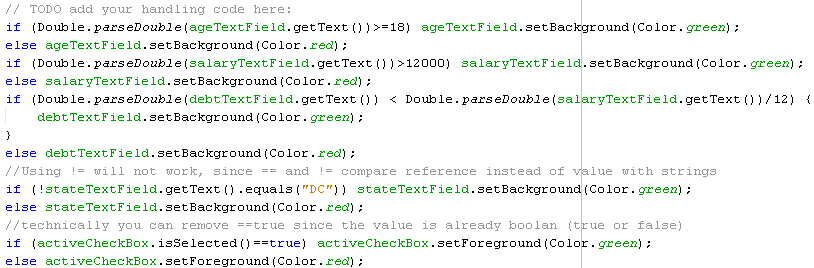 // TODO add your handling code here:
if (Double.parseDouble(ageTextField.getText())>=18) ageTextField.setBackground(Color.green);
else ageTextField.setBackground(Color.red);
if (Double.parseDouble(salaryTextField.getText())>12000) salaryTextField.setBackground(Color.green);
else salaryTextField.setBackground(Color.red);
if (Double.parseDouble(debtTextField.getText()) < Double.parseDouble(salaryTextField.getText())/12) {
    debtTextField.setBackground(Color.green);
}
else debtTextField.setBackground(Color.red);
//Using != will not work, since == and != compare reference instead of value with strings
if (!stateTextField.getText().equals("DC")) stateTextField.setBackground(Color.green);
else stateTextField.setBackground(Color.red);
//technically you can remove ==true since the value is already boolan (true or false)
if (activeCheckBox.isSelected()==true) activeCheckBox.setForeground(Color.green);
else activeCheckBox.setForeground(Color.red);